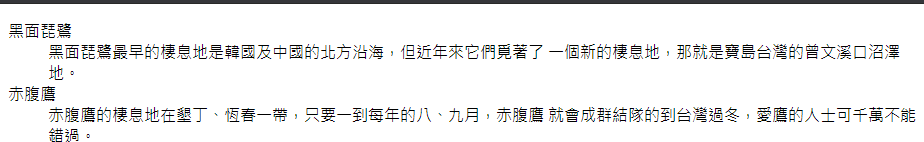 黑面琵鷺
黑面琵鷺最早的棲息地是韓國及中國的北方沿海，但近年來它們覓著了 一個新的棲息地，那就是寶島台灣的曾文溪口沼澤
地。
赤腹鷹
赤腹鷹的棲息地在墾丁、恆春一帶，只要一到每年的八、九月，赤腹鷹 就會成群結隊的到台灣過冬，愛鷹的人士可千萬不能
錯過。